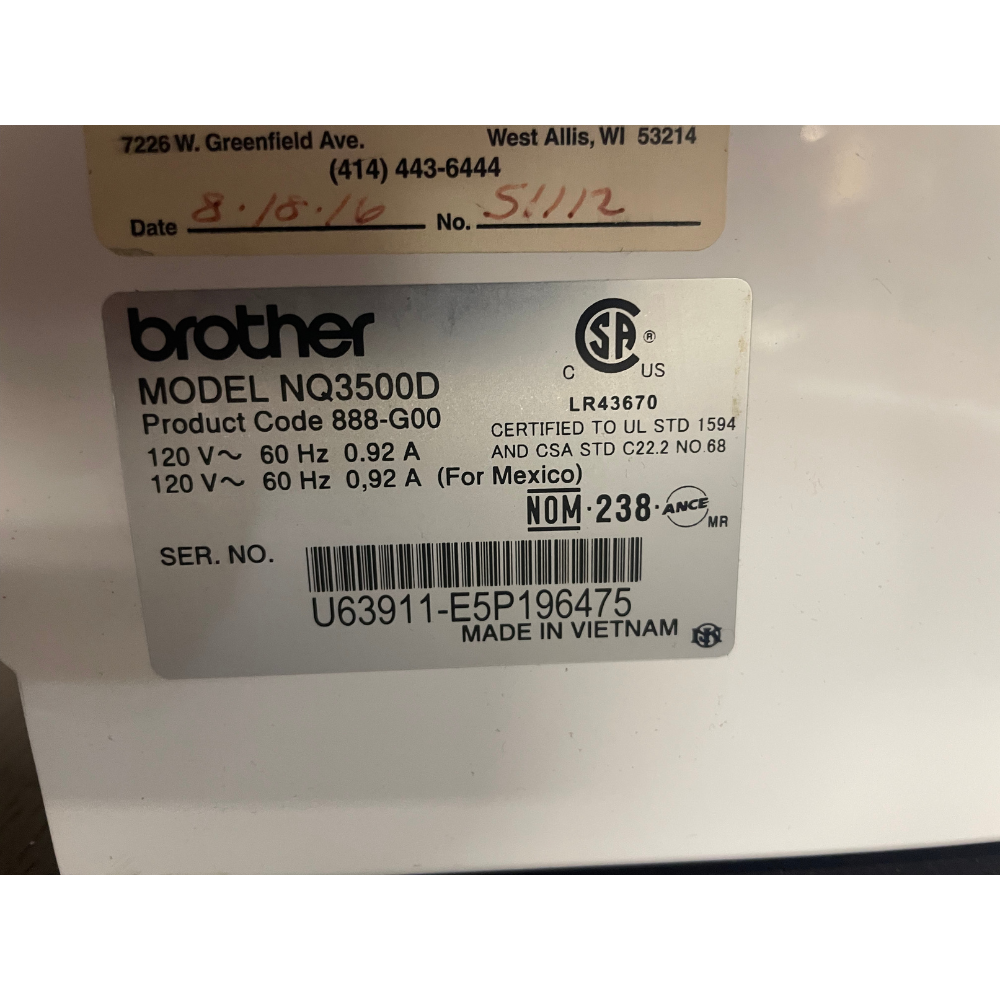 7226 W. Greenfield Ave. West Allis, WI 53214
(414) 443-6444
Date 8·18·16 No. 51112
brother
MODEL NQ3500D
Product Code 888-G00
120 V～ 60 Hz 0.92 A
120 V～ 60 Hz 0,92 A (For Mexico)
CSA ®
C US
LR43670
CERTIFIED TO UL STD 1594
AND CSA STD C22.2 NO.68
NOM·238·ANCE MR
SER. NO.
U63911-E5P196475
MADE IN VIETNAM